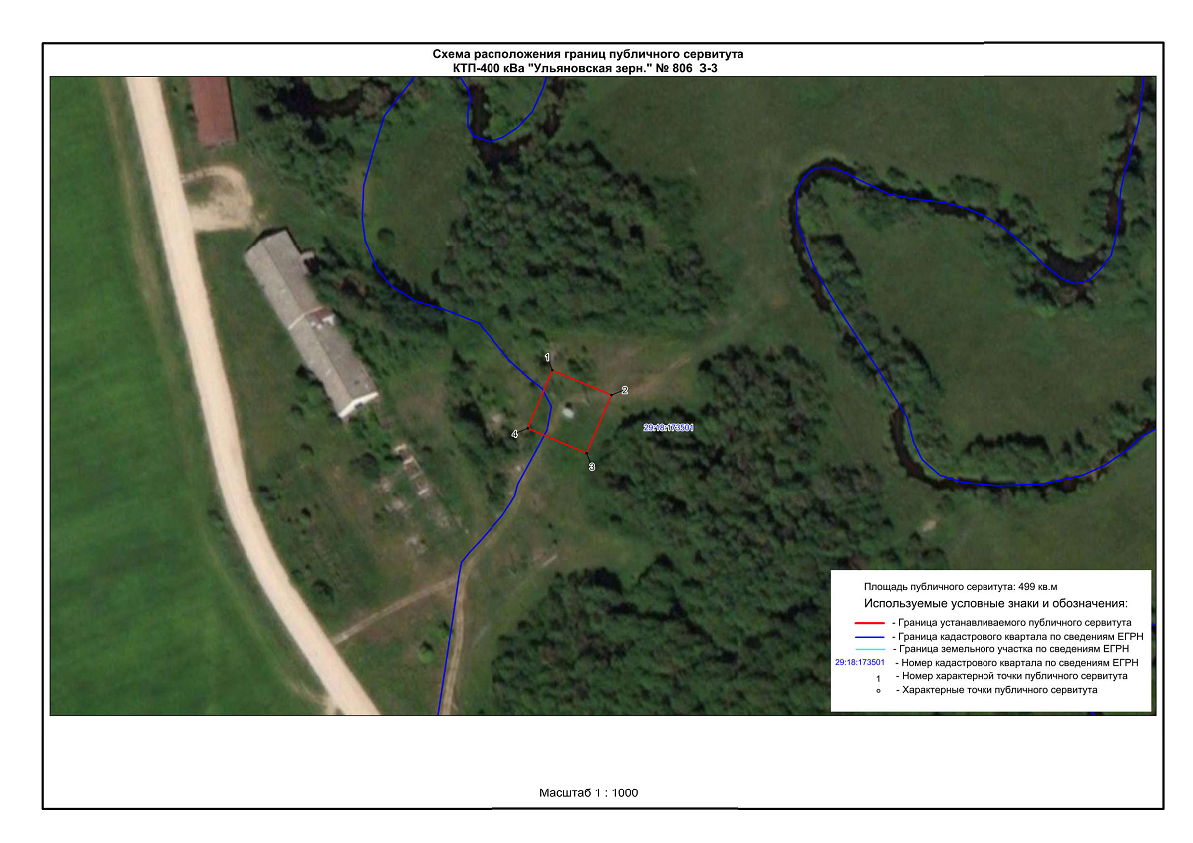 Схема расположения границ публичного сервитута
КТП-400 кВа "Ульяновская зерн." № 806 З-3
1
2
29:18:173501
4
3
Площадь публичного сервитута: 499 кв.м
Используемые условные знаки и обозначения:
- Граница устанавливаемого публичного сервитута
- Граница кадастрового квартала по сведениям ЕГРН
- Граница земельного участка по сведениям ЕГРН
29:18:173501 - Номер кадастрового квартала по сведениям ЕГРН
1 - Номер характерной точки публичного сервитута
- Характерные точки публичного сервитута
Масштаб 1 : 1000